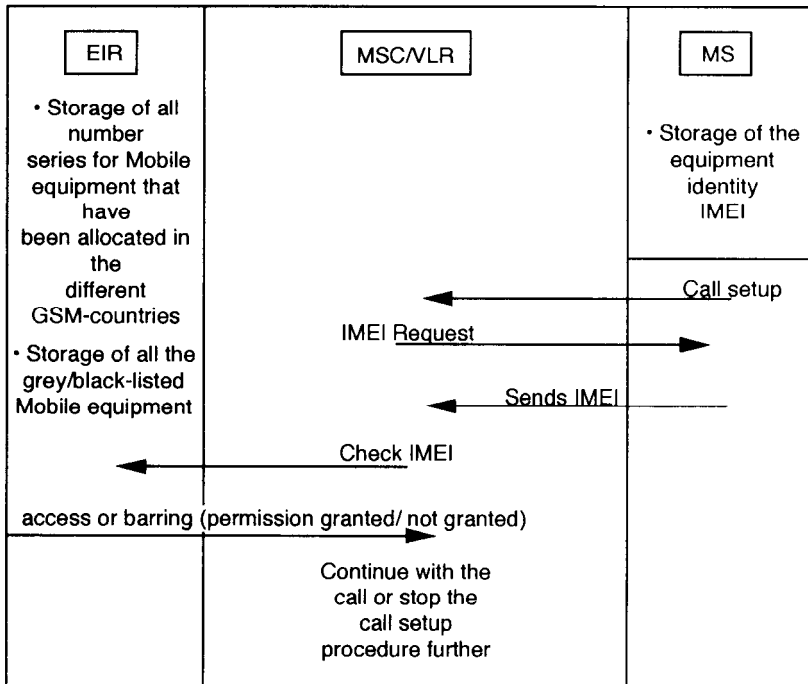 EIR
MSC/VLR
MS
• Storage of all
number
series for Mobile
equipment that
have
been allocated in
the
different
GSM-countries
• Storage of all the
grey/black-listed
Mobile equipment
• Storage of the
equipment
identity
IMEI
Call setup
IMEI Request
Sends IMEI
Check IMEI
access or barring (permission granted/ not granted)
Continue with the
call or stop the
call setup
procedure further